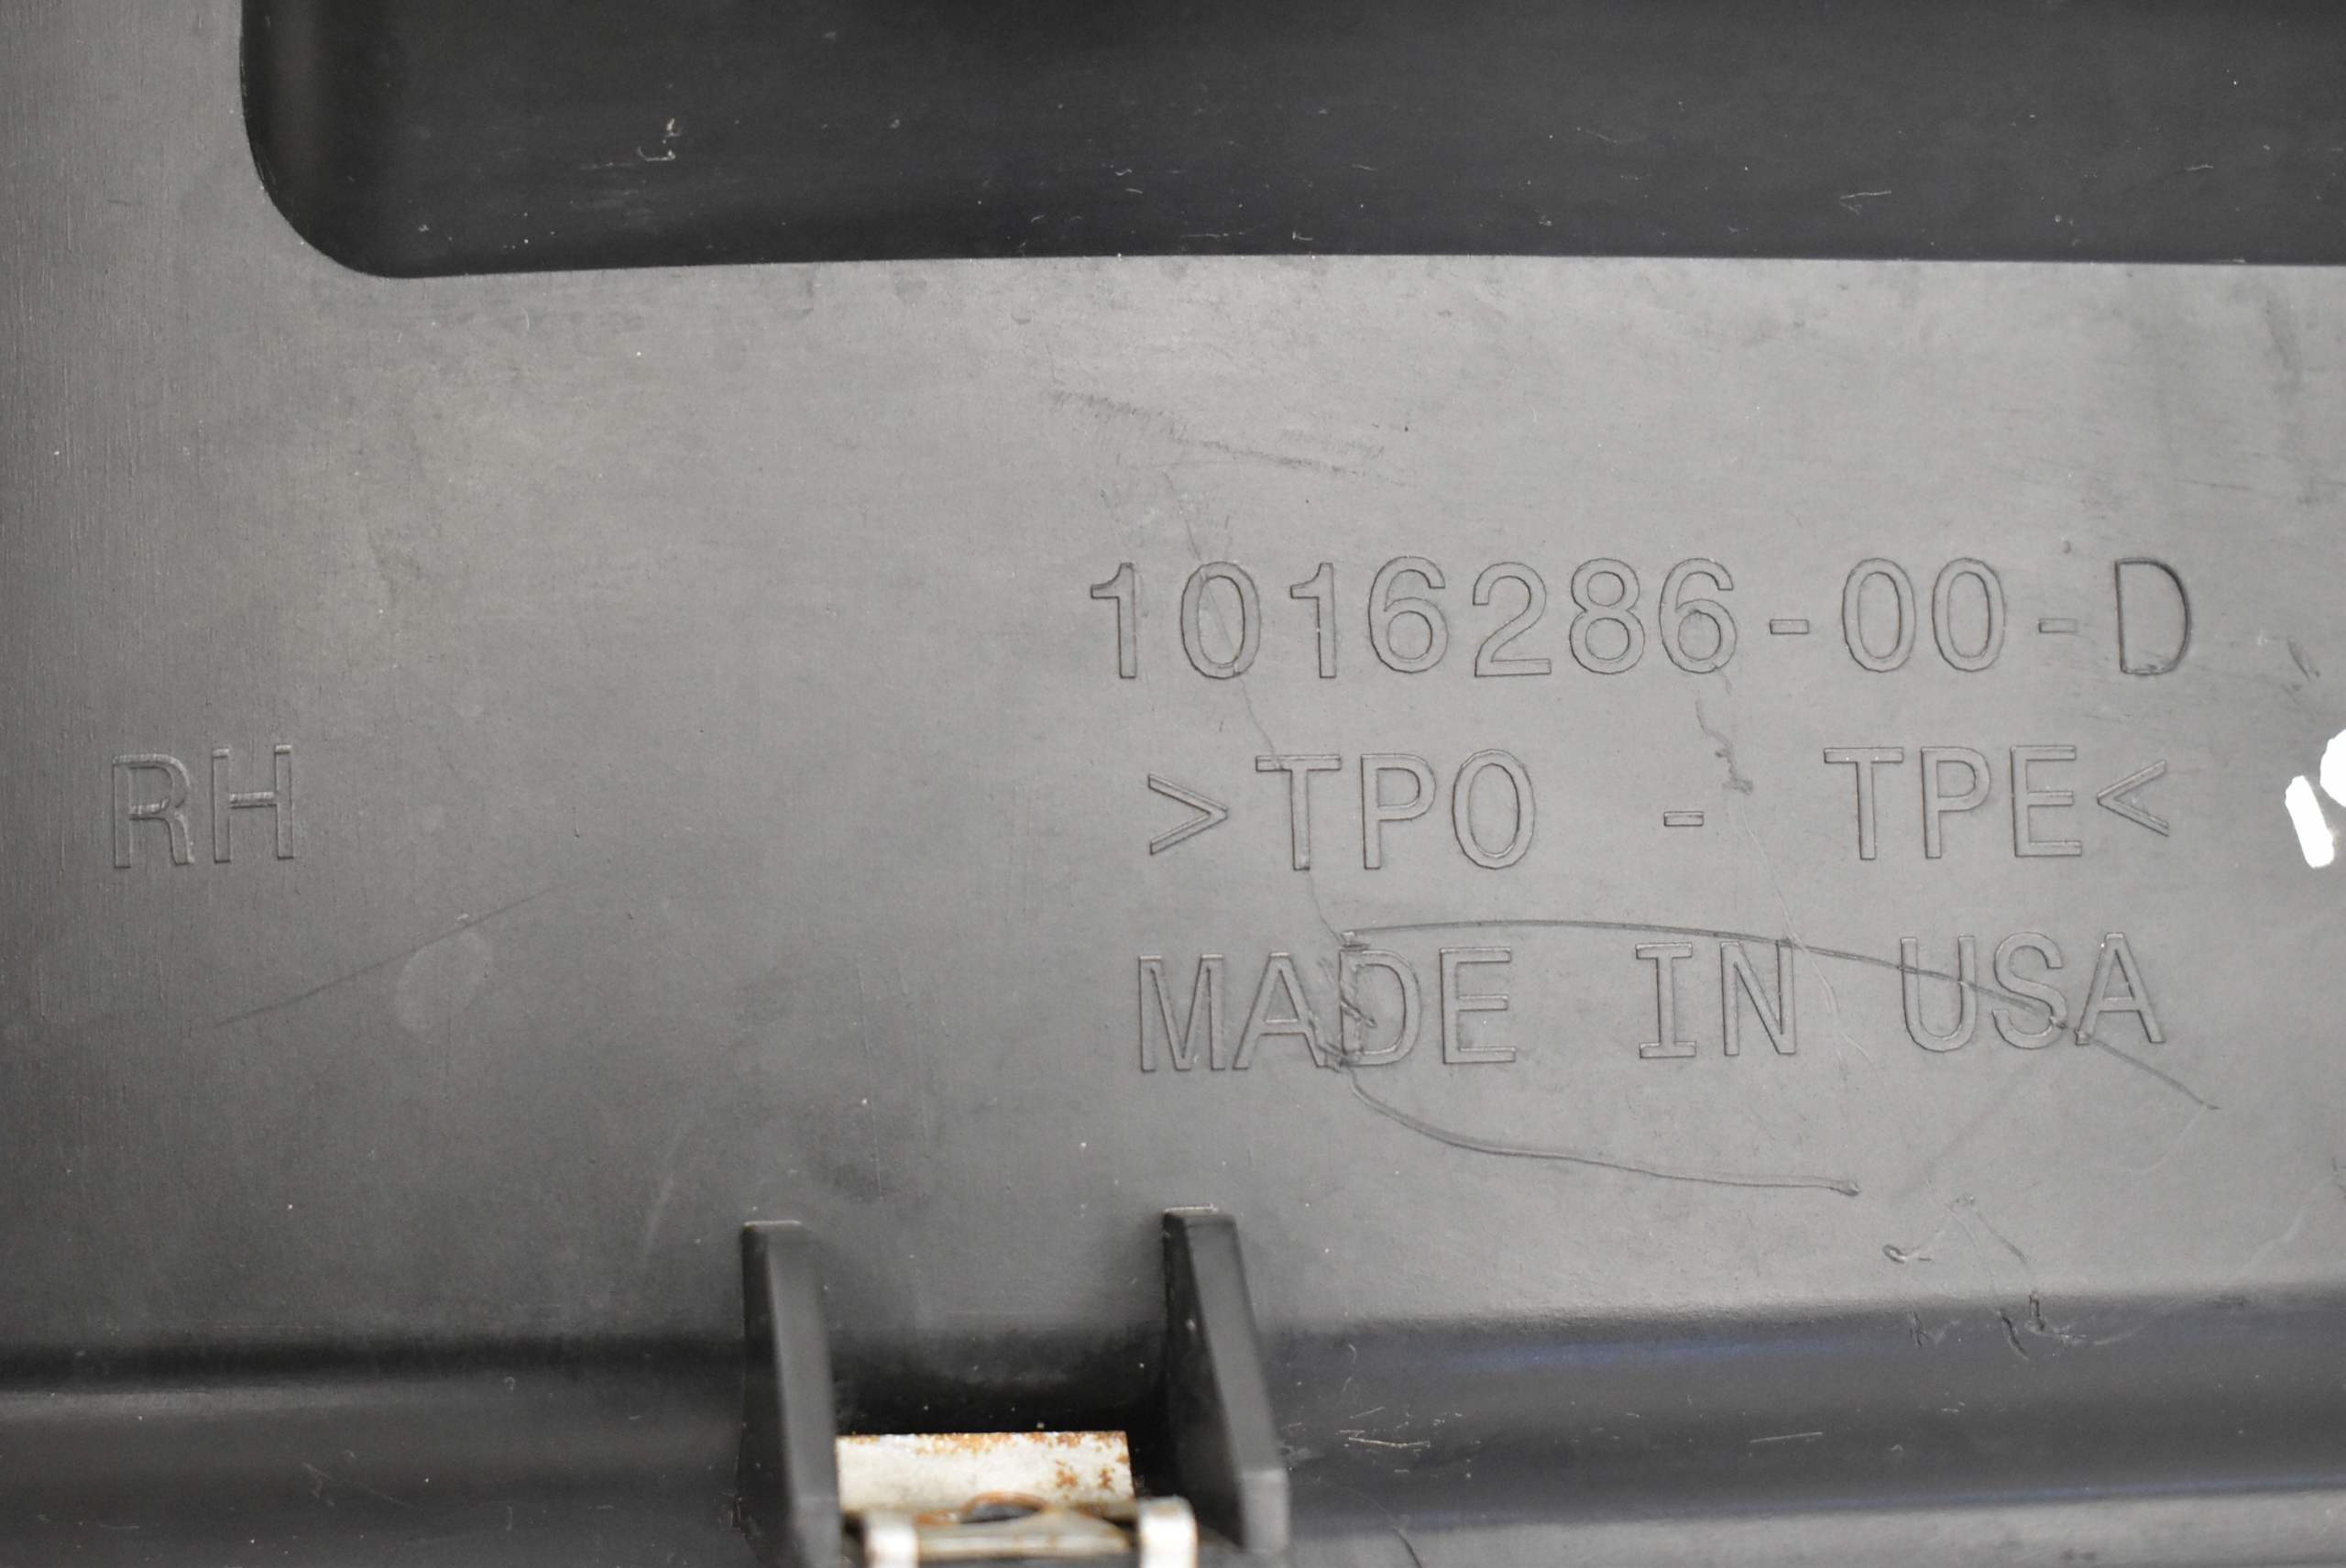 1016286-00-D
RH
>TPO - TPE<
MADE IN USA